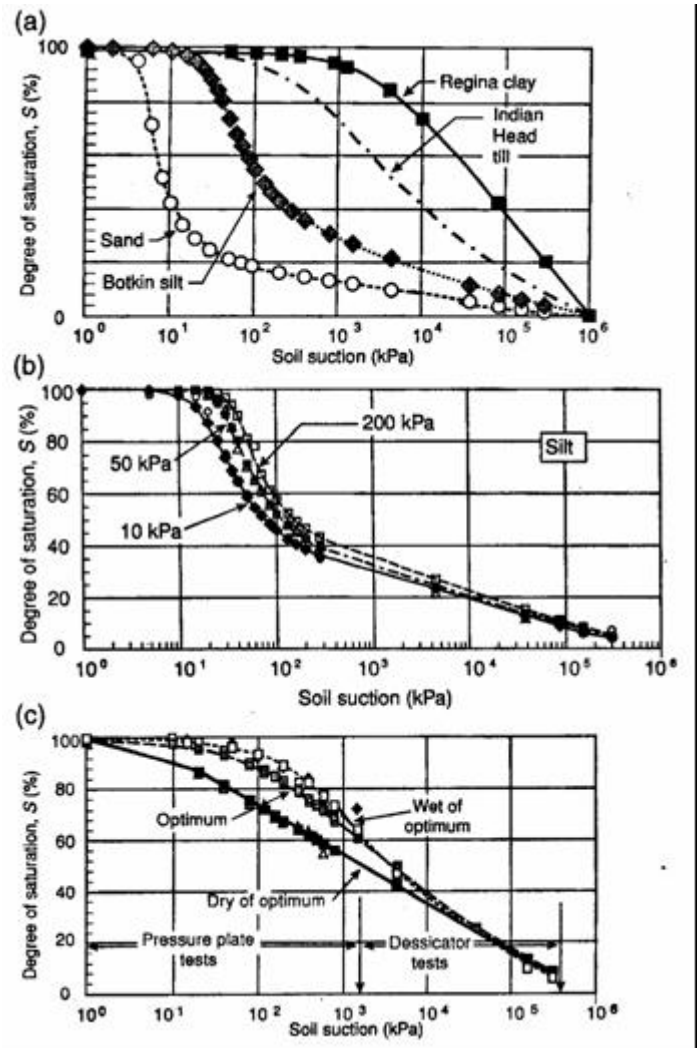 (a)
100
Degree of saturation, S (%)
0
Regina clay
Indian
Head
till
Sand
Botkin silt
10⁰ 10¹ 10² 10³ 10⁴ 10⁵ 10⁶
Soil suction (kPa)
(b)
100
80
60
40
20
0
Degree of saturation, S (%)
200 kPa
50 kPa
10 kPa
Silt
10⁰ 10¹ 10² 10³ 10⁴ 10⁵ 10⁶
Soil suction (kPa)
(c)
100
80
60
40
20
0
Degree of saturation, S (%)
Optimum
Wet of
optimum
Dry of optimum
Pressure plate
tests
Dessicator
tests
10⁰ 10¹ 10² 10³ 10⁴ 10⁵ 10⁶
Soil suction (kPa)